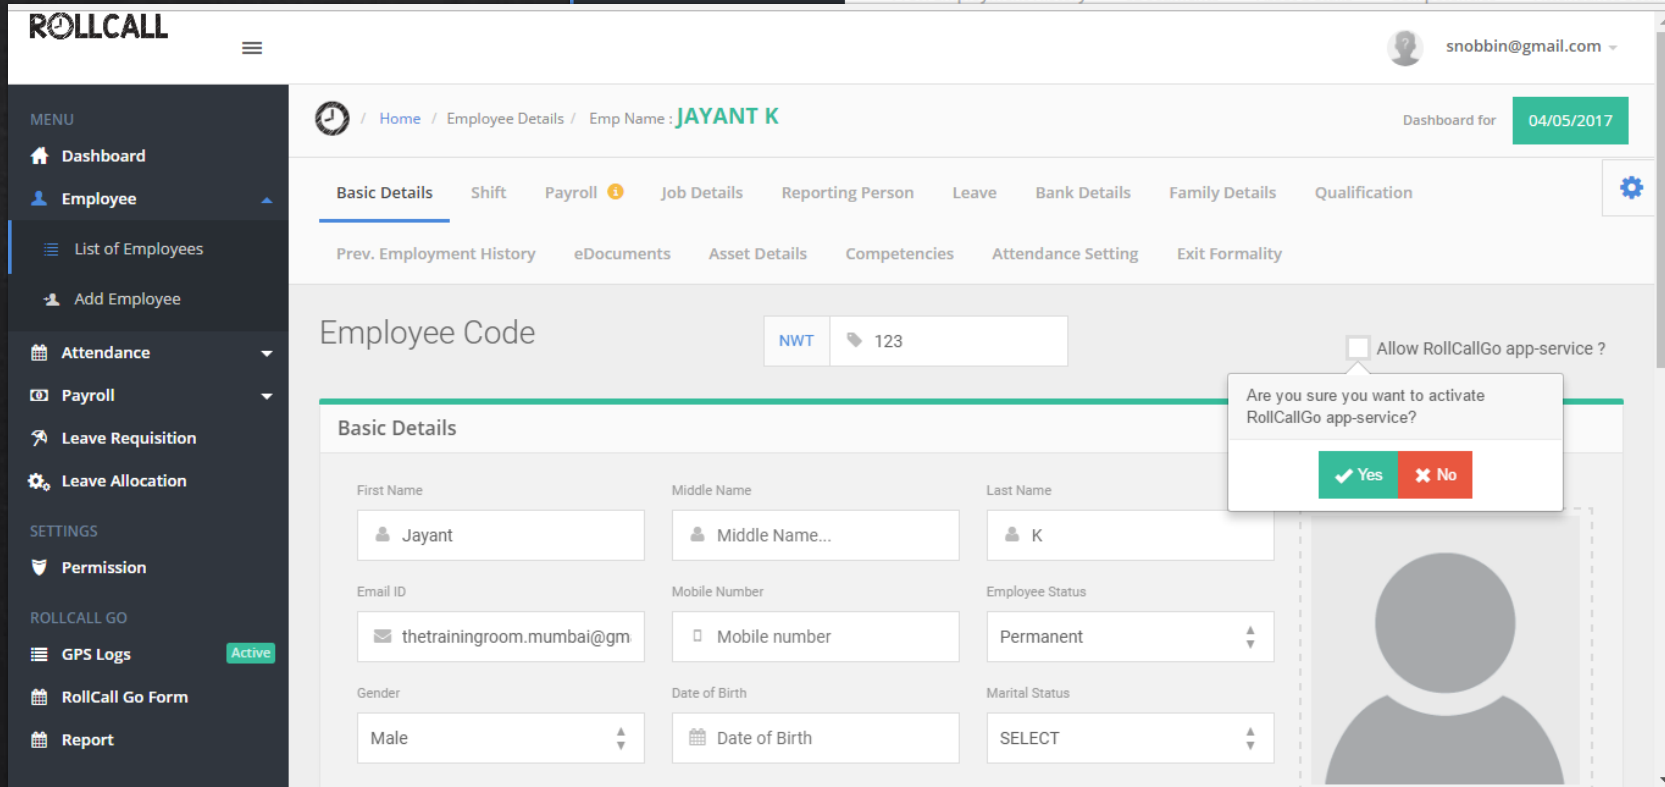 ROLLCALL
snobbin@gmail.com
MENU
Dashboard
Employee
List of Employees
Add Employee
Attendance
Payroll
Leave Requisition
Leave Allocation
SETTINGS
Permission
ROLLCALL GO
GPS Logs Active
RollCall Go Form
Report
/ Home / Employee Details / Emp Name : JAYANT K
Dashboard for 04/05/2017
Basic Details Shift Payroll Job Details Reporting Person Leave Bank Details Family Details Qualification
Prev. Employment History eDocuments Asset Details Competencies Attendance Setting Exit Formality
Employee Code NWT 123
Allow RollCallGo app-service ?
Are you sure you want to activate
RollCallGo app-service?
Yes No
Basic Details
First Name Middle Name Last Name
Jayant Middle Name... K
Email ID Mobile Number Employee Status
thetrainingroom.mumbai@gm Mobile number Permanent
Gender Date of Birth Marital Status
Male Date of Birth SELECT